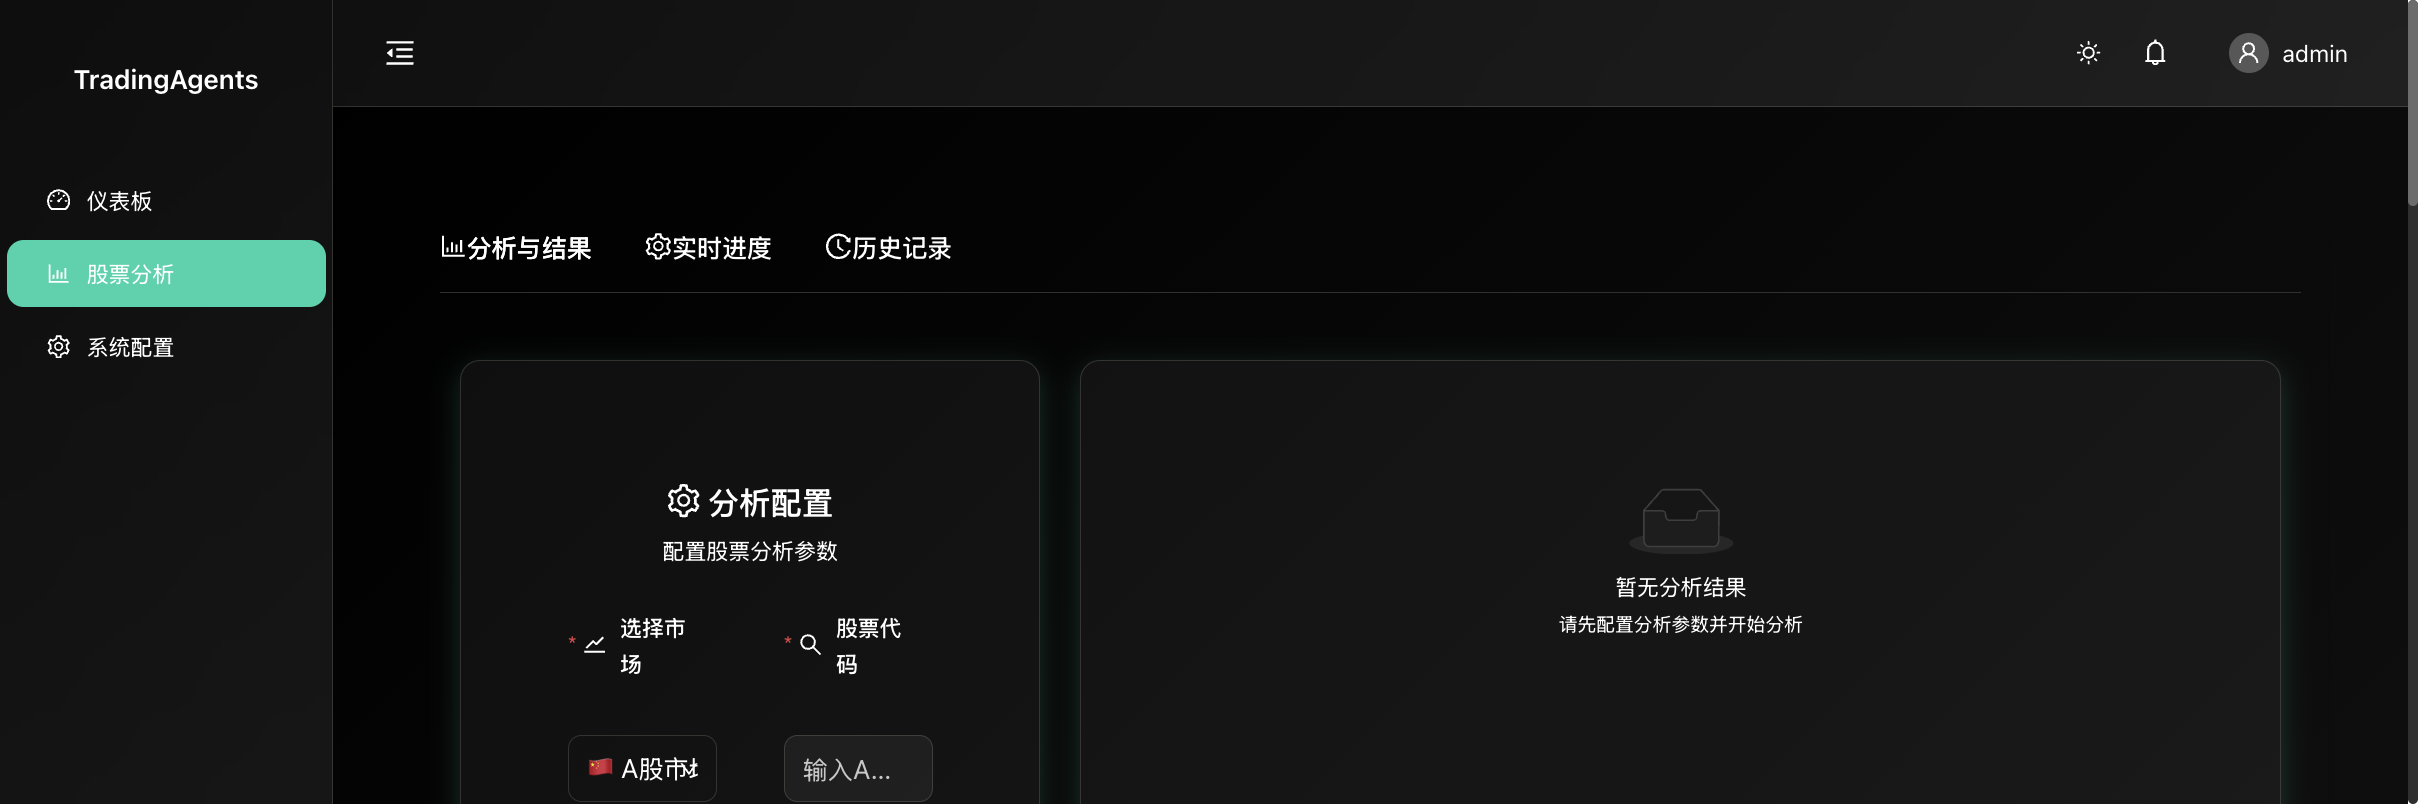 TradingAgents
admin
仪表板
股票分析
系统配置
分析与结果
实时进度
历史记录
分析配置
配置股票分析参数
* 选择市
场
* 股票代
码
A股市
输入A...
暂无分析结果
请先配置分析参数并开始分析